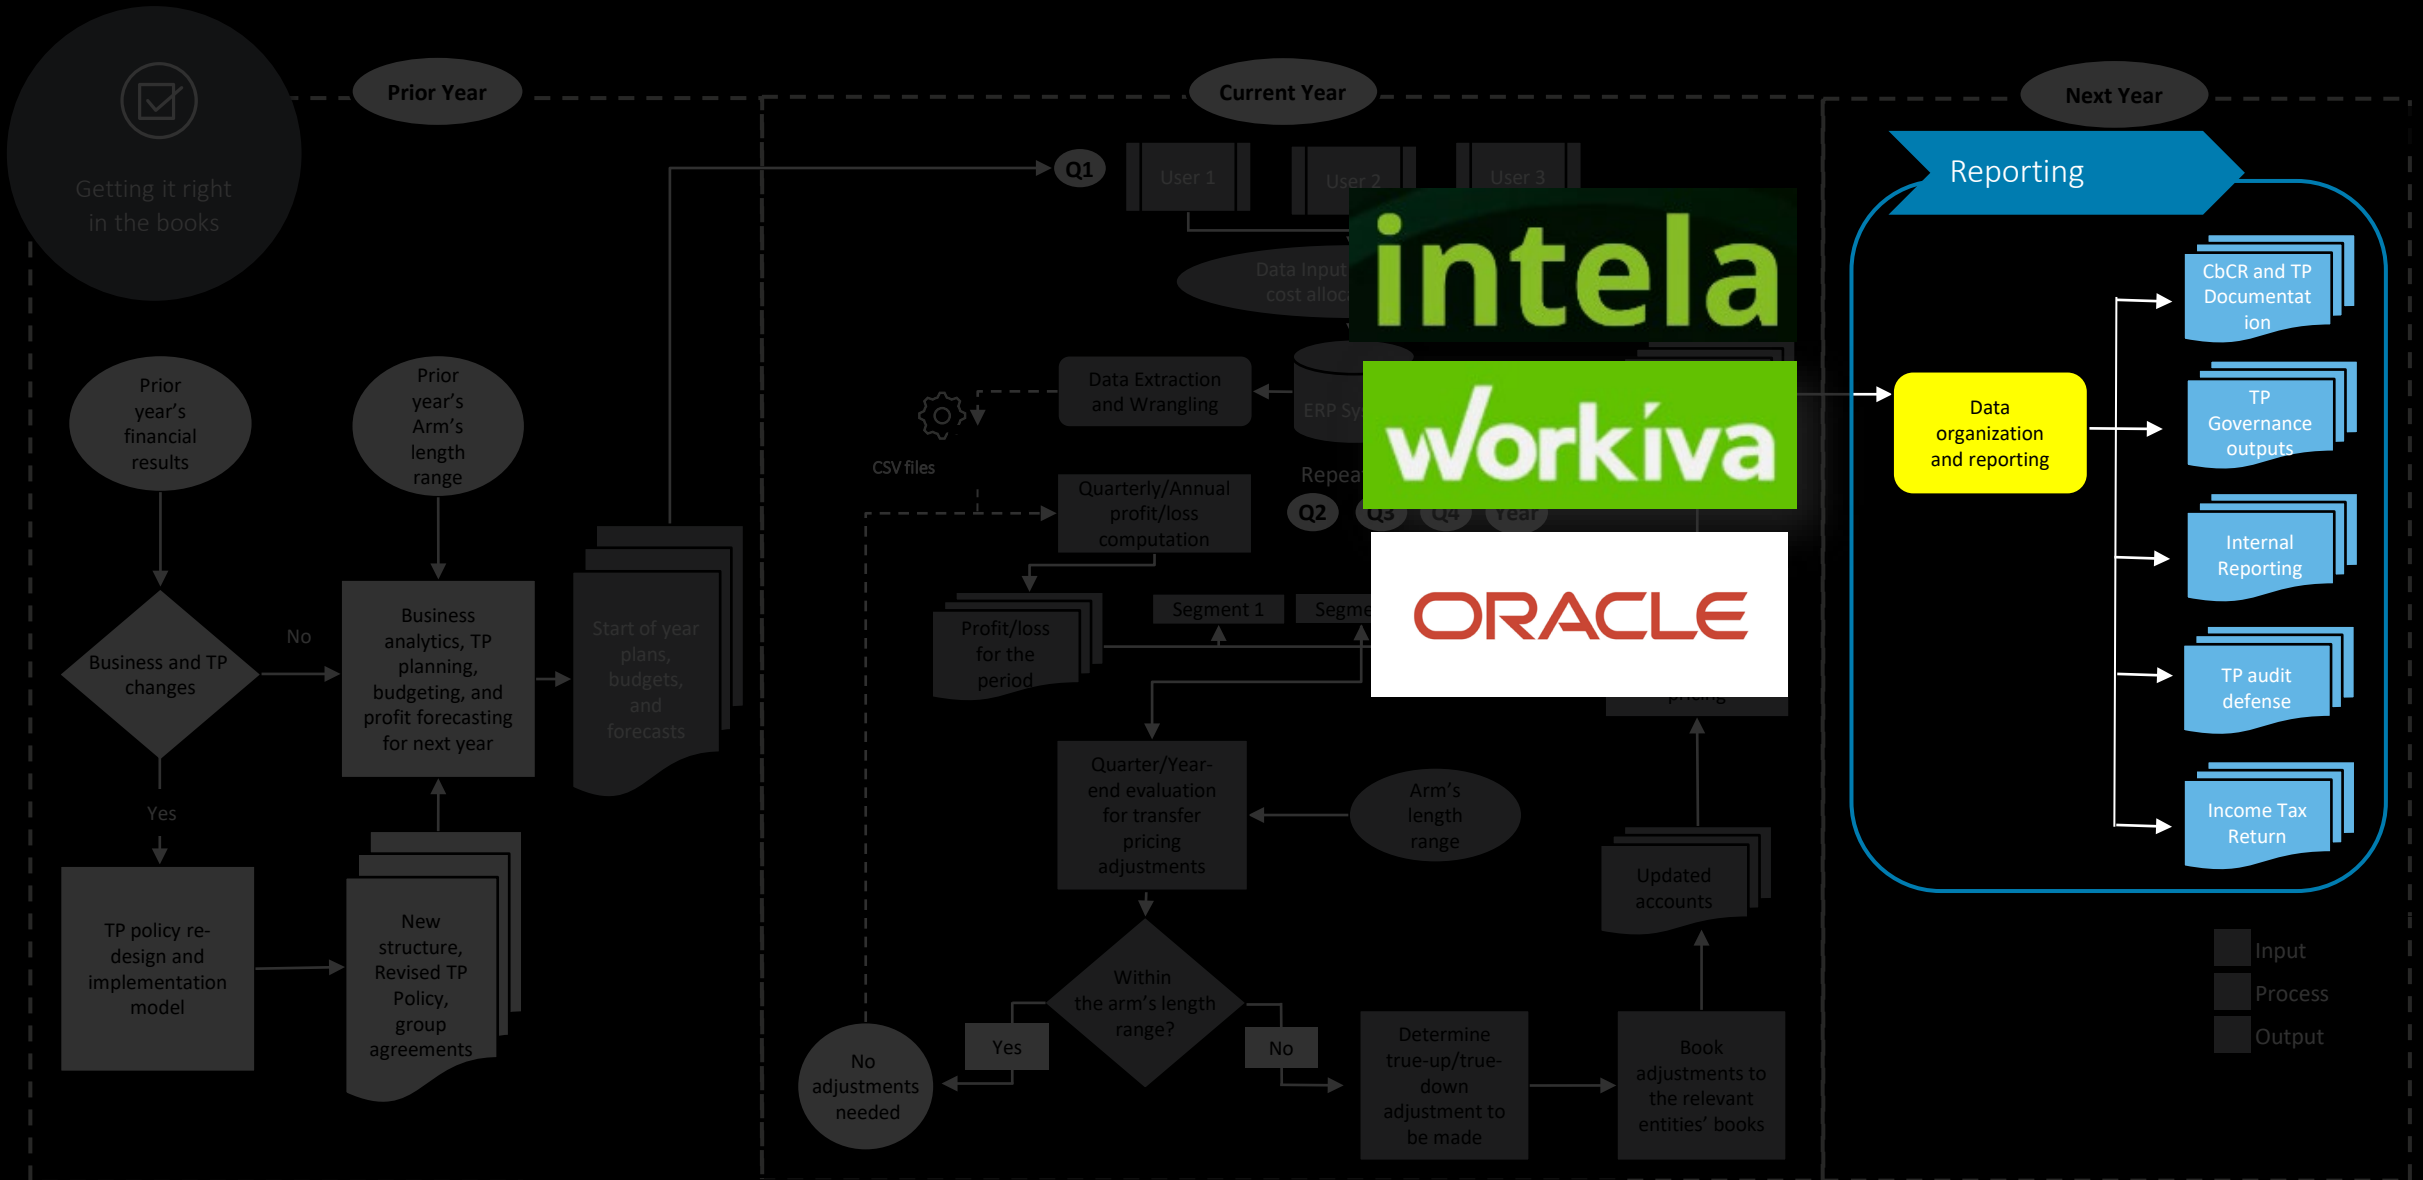 Getting it right
in the books
Prior Year
Prior
year's
financial
results
Prior
year's
Arm's
length
range
Business and TP
changes
No
Yes
Business
analytics, TP
planning,
budgeting, and
profit forecasting
for next year
Start of year
plans,
budgets,
and
forecasts
TP policy re-
design and
implementation
model
New
structure,
Revised TP
Policy,
group
agreements
Current Year
Q1
User 1
User 2
User 3
Data Input
cost alloc
intela
workiva
ORACLE
Data Extraction
and Wrangling
ERP Sy
CSV files
Quarterly/Annual
profit/loss
computation
Repeat
Q2
Q3
Q4
Year
Profit/loss
for the
period
Segment 1
Segme
pricing
Quarter/Year-
end evaluation
for transfer
pricing
adjustments
Arm's
length
range
Updated
accounts
Within
the arm's length
range?
Yes
No
No
adjustments
needed
Determine
true-up/true-
down
adjustment to
be made
Book
adjustments to
the relevant
entities' books
Next Year
Reporting
Data
organization
and reporting
CbCR and TP
Documentat
ion
TP
Governance
outputs
Internal
Reporting
TP audit
defense
Income Tax
Return
Input
Process
Output